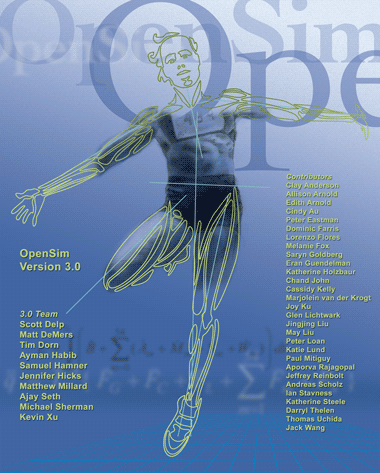 OpenSim
OpenSim
Ope
OpenSim
Version 3.0
3.0 Team
Scott Delp
Matt DeMers
Tim Dorn
Ayman Habib
Samuel Hamner
Jennifer Hicks
Matthew Millard
Ajay Seth
Michael Sherman
Kevin Xu
Contributors
Clay Anderson
Allison Arnold
Edith Arnold
Cindy Au
Peter Eastman
Dominic Farris
Lorenzo Flores
Melanie Fox
Saryn Goldberg
Eran Guendelman
Katherine Holzbaur
Chand John
Cassidy Kelly
Marjolein van der Krogt
Joy Ku
Glen Lichtwark
Jingjing Liu
May Liu
Peter Loan
Katie Lund
Paul Mitiguy
Apoorva Rajagopal
Jeffrey Reinbolt
Andreas Scholz
Ian Stavness
Katherine Steele
Darryl Thelen
Thomas Uchida
Jack Wang